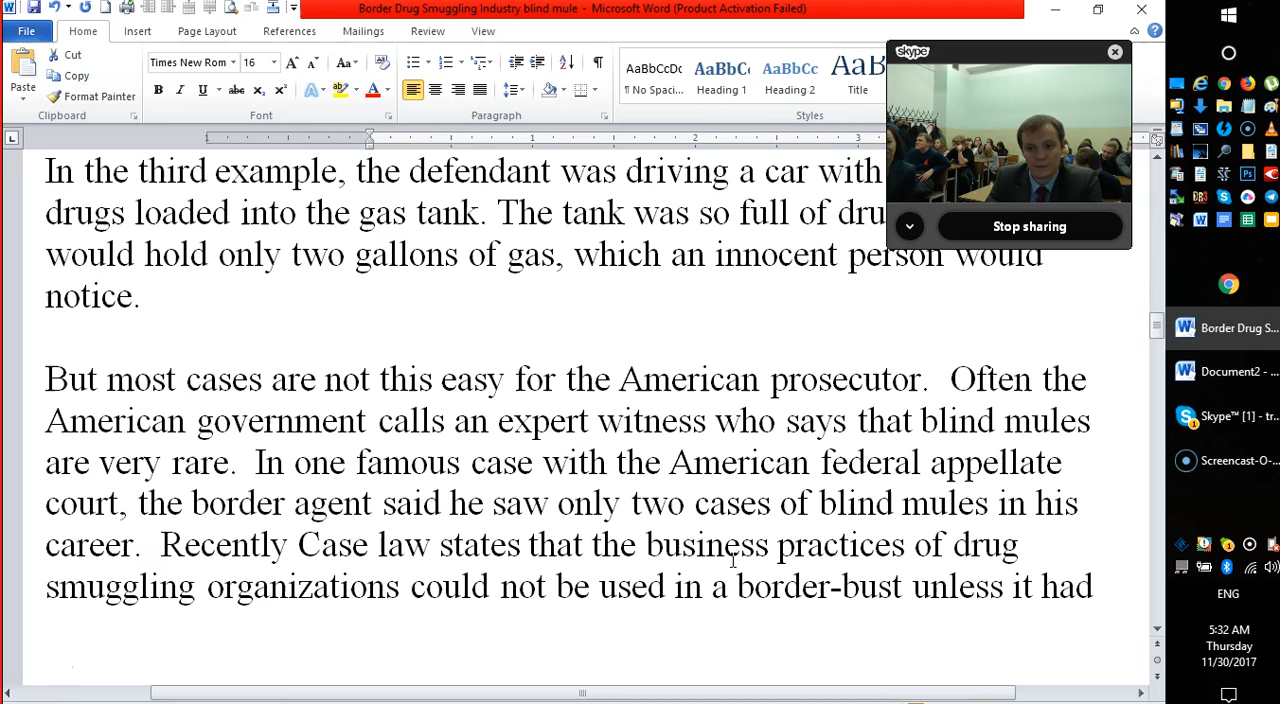 Border Drug Smuggling Industry blind mule - Microsoft Word (Product Activation Failed)
File Home Insert Page Layout References Mailings Review View
Paste
Cut
Copy
Format Painter
Clipboard
Times New Rom 16
B I U abc
Font
Paragraph
AaBbCcDc AaBbC AaBbCc AaB
¶ No Spaci... Heading 1 Heading 2 Title
Styles
skype
Stop sharing
1 2 3
In the third example, the defendant was driving a car with
drugs loaded into the gas tank. The tank was so full of dru
would hold only two gallons of gas, which an innocent person would
notice.
But most cases are not this easy for the American prosecutor. Often the
American government calls an expert witness who says that blind mules
are very rare. In one famous case with the American federal appellate
court, the border agent said he saw only two cases of blind mules in his
career. Recently Case law states that the business practices of drug
smuggling organizations could not be used in a border-bust unless it had
Border Drug S...
Document2 - ...
Skype™ [1] - tr...
Screencast-O-...
ENG
5:32 AM
Thursday
11/30/2017